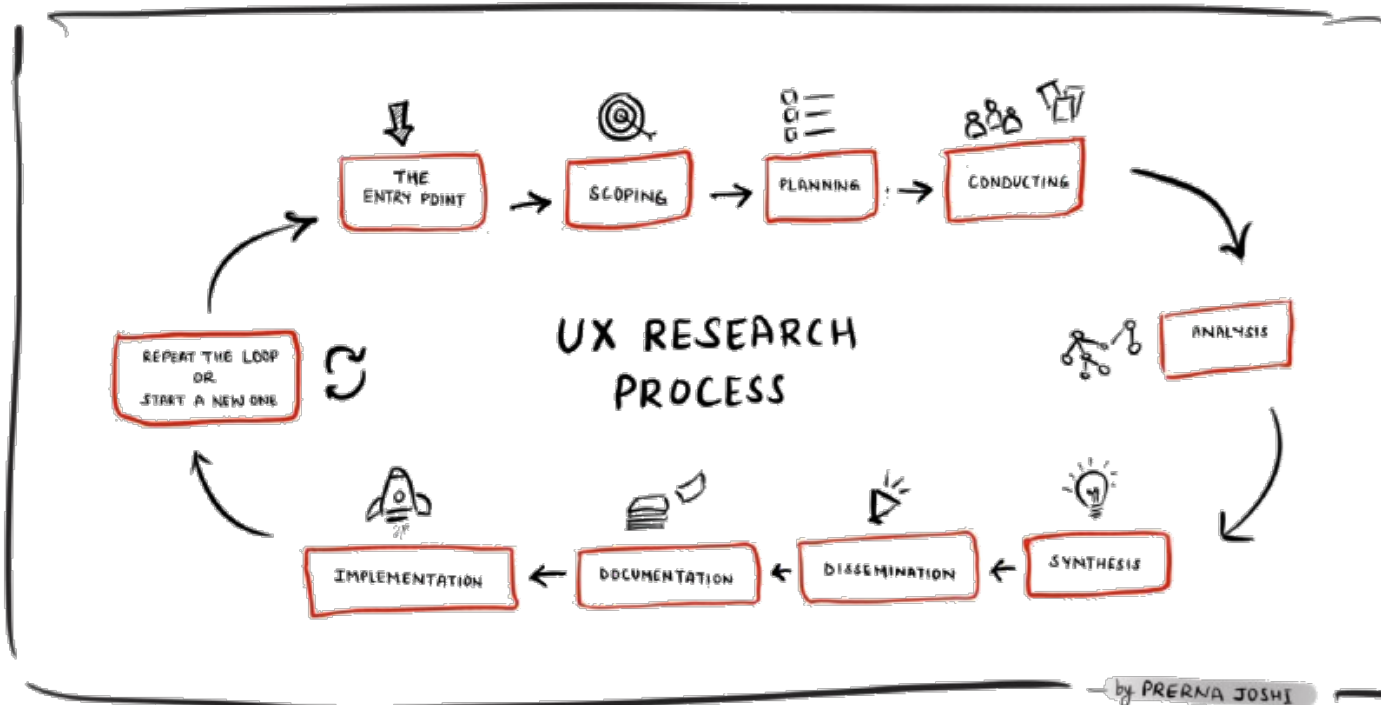 THE
ENTRY POINT
SCOPING
PLANNING
CONDUCTING
ANALYSIS
UX RESEARCH
PROCESS
REPEAT THE LOOP
OR
START A NEW ONE
SYNTHESIS
DISSEMINATION
DOCUMENTATION
IMPLEMENTATION
by PRERNA JOSHI